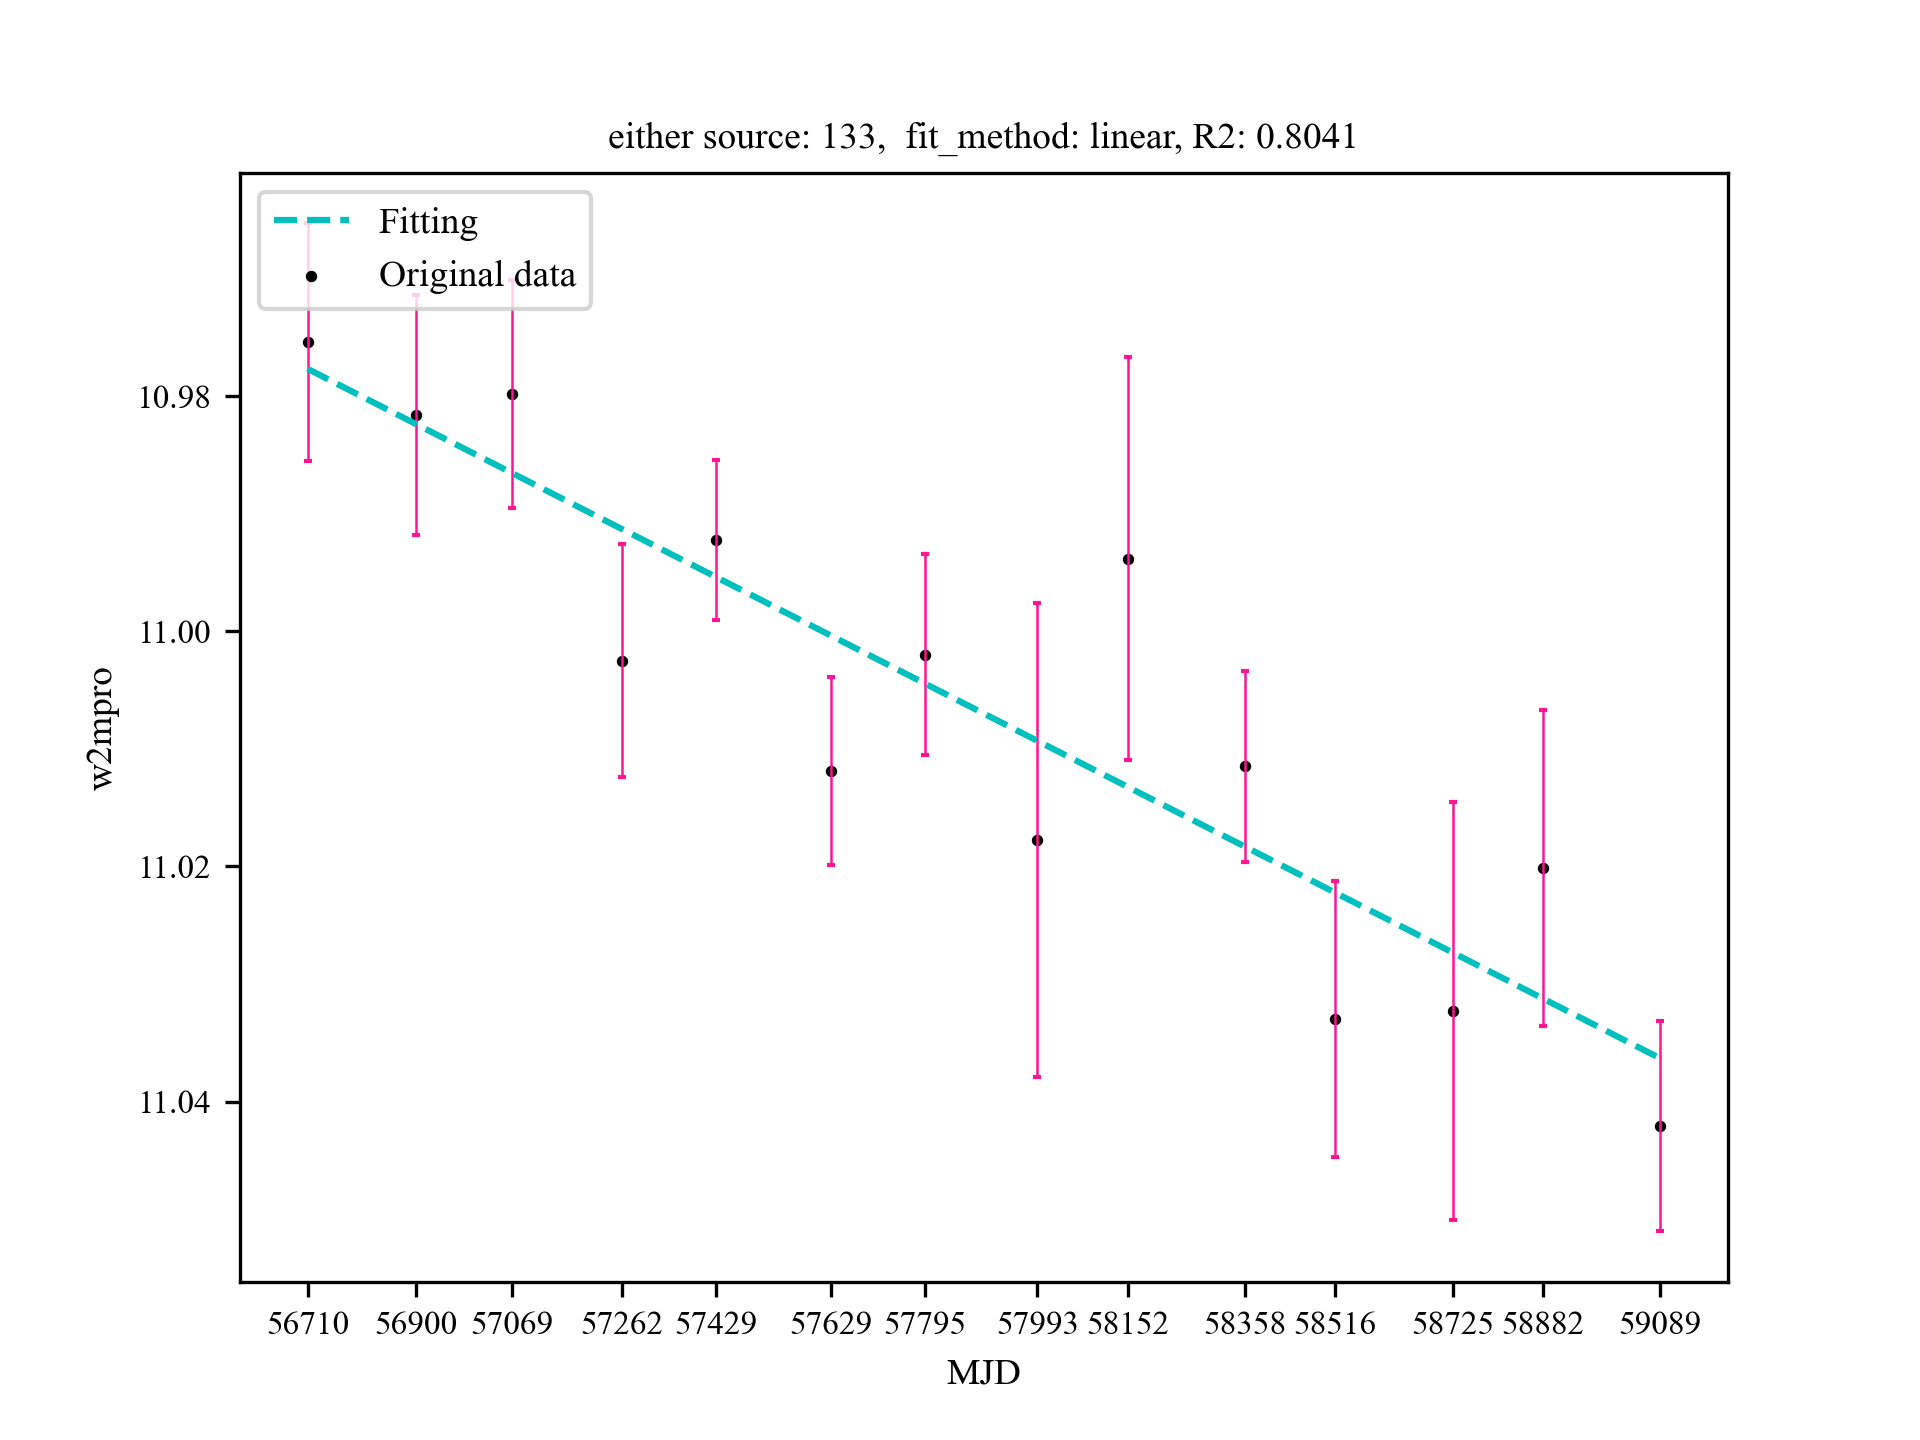 either source: 133,  fit_method: linear, R2: 0.8041
Fitting
Original data
10.98
11.00
11.02
11.04
w2mpro
56710 56900 57069 57262 57429 57629 57795 57993 58152 58358 58516 58725 58882 59089
MJD